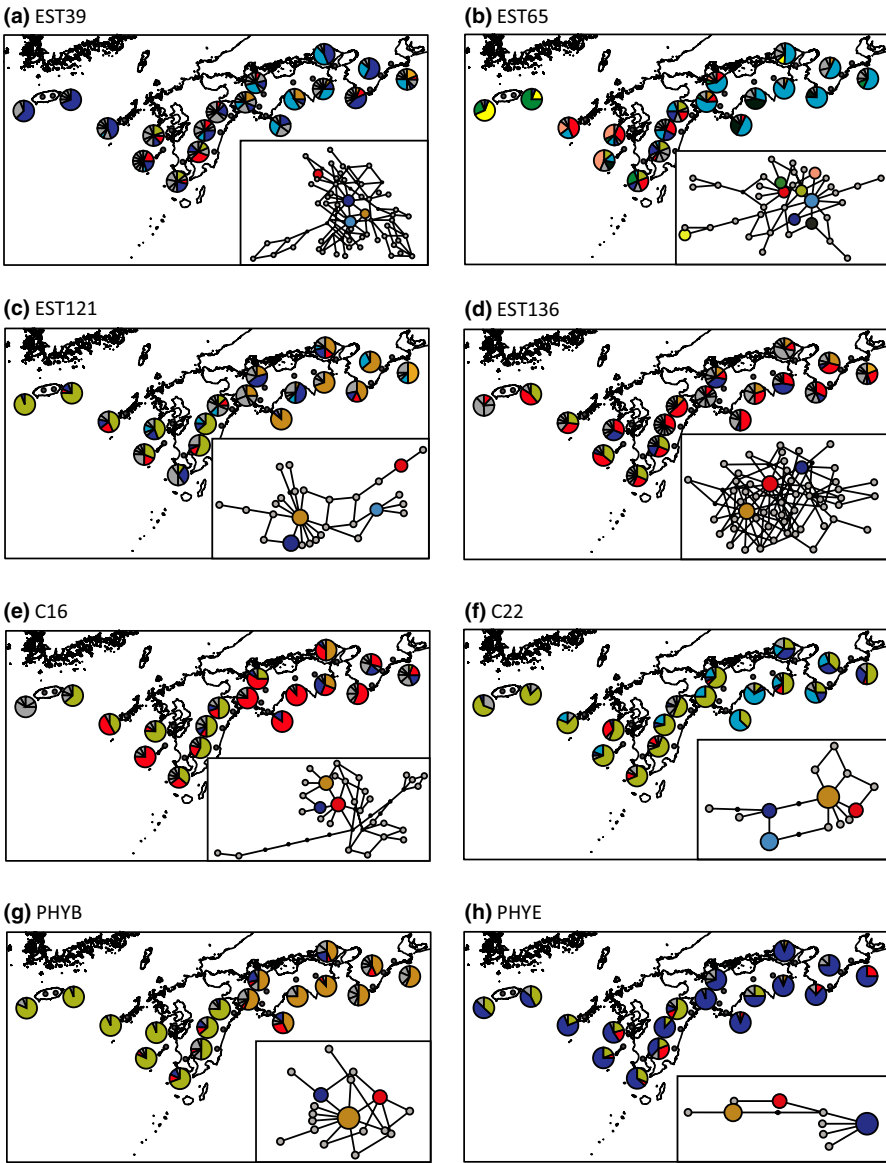 (a) EST39
(b) EST65
(c) EST121
(d) EST136
(e) C16
(f) C22
(g) PHYB
(h) PHYE